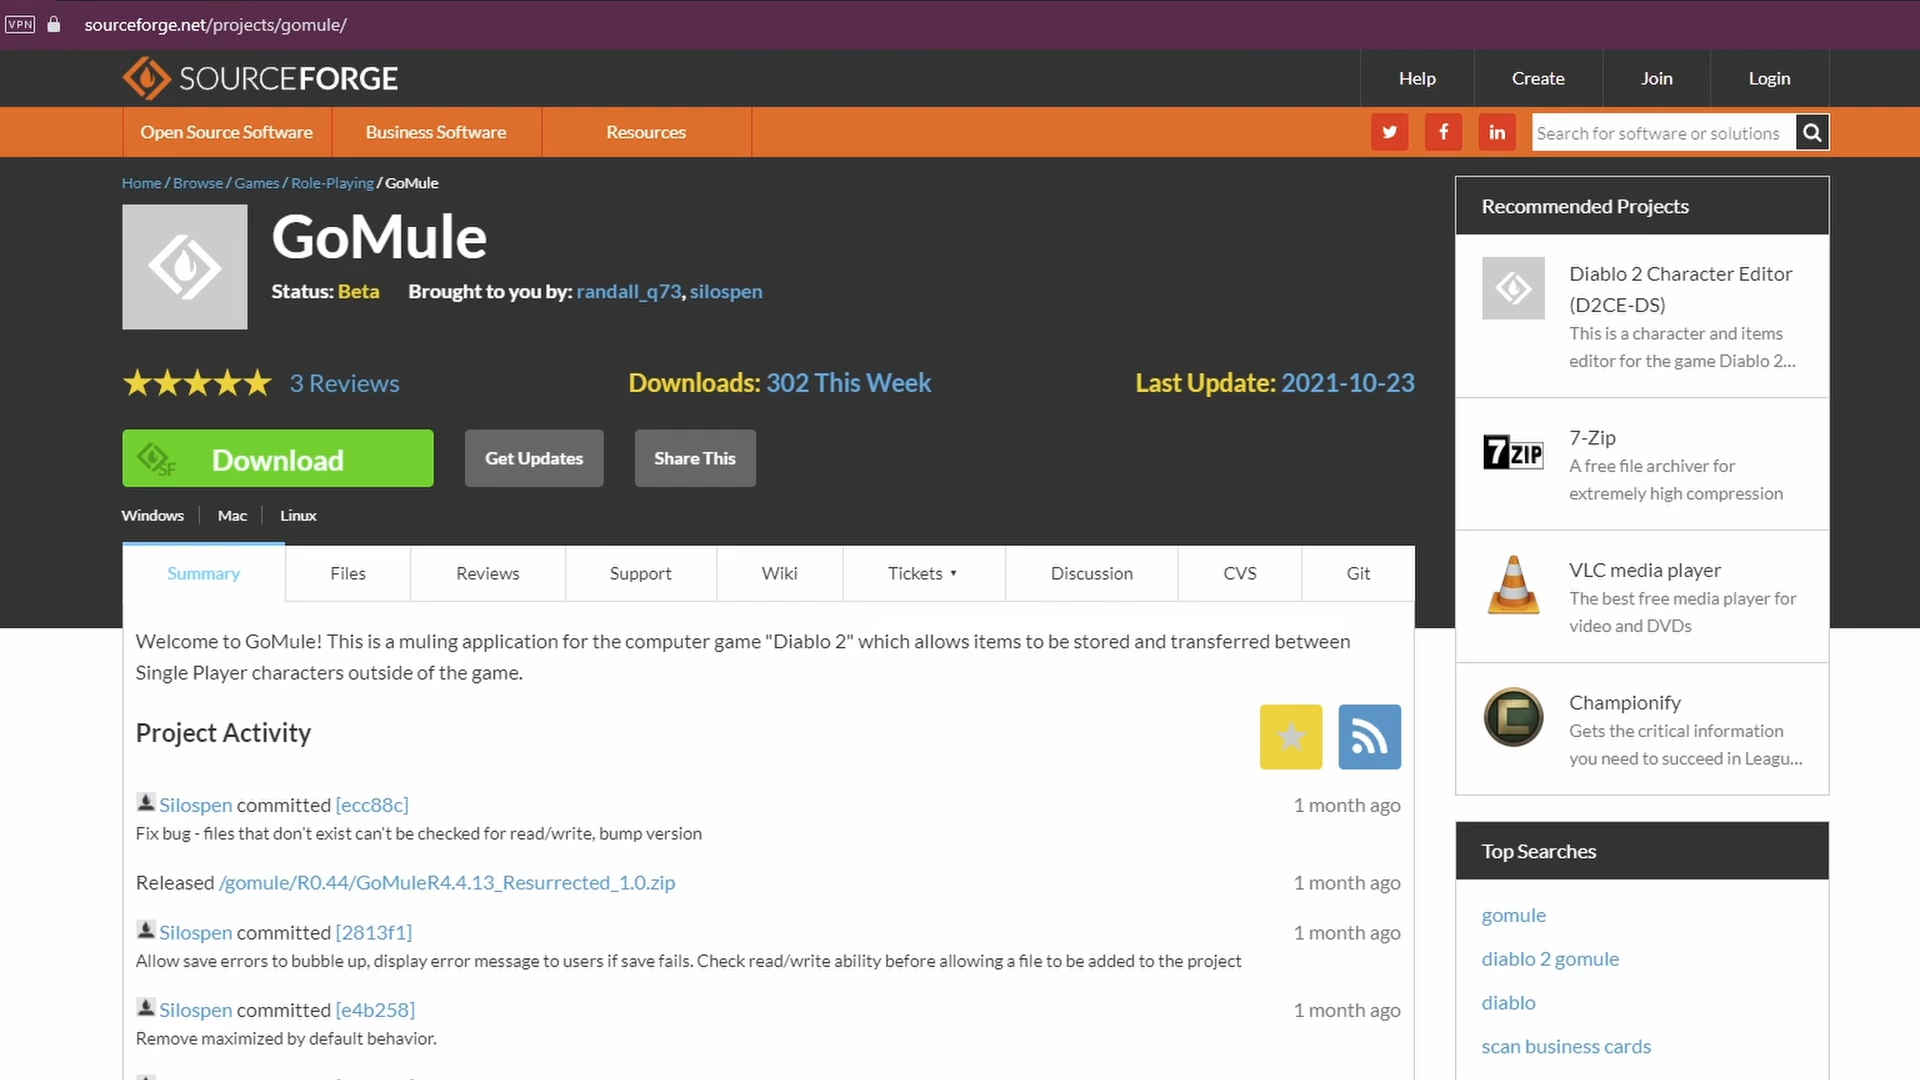 VPN sourceforge.net/projects/gomule/
SOURCEFORGE
Help Create Join Login
Open Source Software Business Software Resources
Search for software or solutions
Home / Browse / Games / Role-Playing / GoMule
GoMule
Status: Beta Brought to you by: randall_q73, silospen
3 Reviews
Downloads: 302 This Week
Last Update: 2021-10-23
SF Download
Get Updates
Share This
Windows Mac Linux
Summary Files Reviews Support Wiki Tickets ▾ Discussion CVS Git
Welcome to GoMule! This is a muling application for the computer game "Diablo 2" which allows items to be stored and transferred between
Single Player characters outside of the game.
Project Activity
Silospen committed [ecc88c] 1 month ago
Fix bug - files that don't exist can't be checked for read/write, bump version
Released /gomule/R0.44/GoMuleR4.4.13_Resurrected_1.0.zip 1 month ago
Silospen committed [2813f1] 1 month ago
Allow save errors to bubble up, display error message to users if save fails. Check read/write ability before allowing a file to be added to the project
Silospen committed [e4b258] 1 month ago
Remove maximized by default behavior.
Recommended Projects
Diablo 2 Character Editor
(D2CE-DS)
This is a character and items
editor for the game Diablo 2...
7ZIP
7-Zip
A free file archiver for
extremely high compression
VLC media player
The best free media player for
video and DVDs
Championify
Gets the critical information
you need to succeed in Leagu...
Top Searches
gomule
diablo 2 gomule
diablo
scan business cards